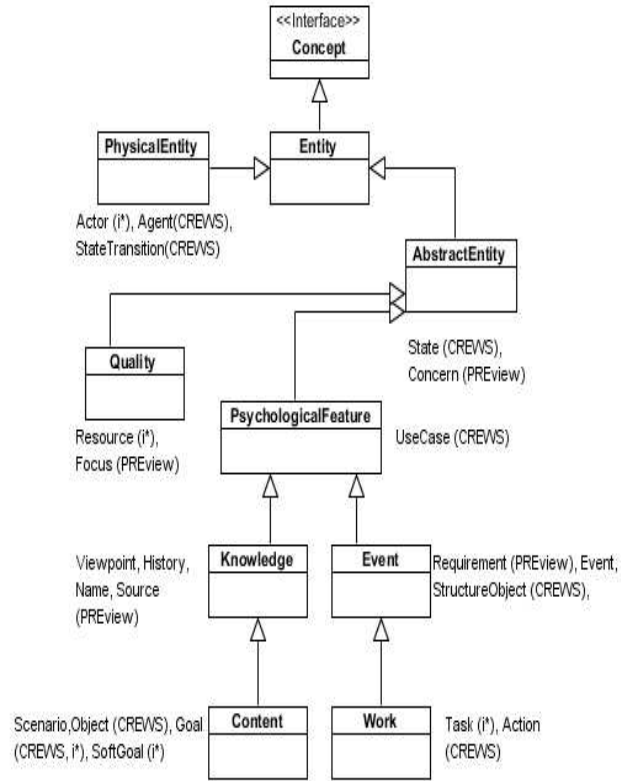 <<Interface>>
Concept
PhysicalEntity
Entity
Actor (i*), Agent(CREWS),
StateTransition(CREWS)
AbstractEntity
State (CREWS),
Concern (PREview)
Quality
Resource (i*),
Focus (PREview)
PsychologicalFeature
UseCase (CREWS)
Knowledge
Viewpoint, History,
Name, Source
(PREview)
Event
Requirement (PREview), Event,
StructureObject (CREWS),
Content
Scenario,Object (CREWS), Goal
(CREWS, i*), SoftGoal (i*)
Work
Task (i*), Action
(CREWS)